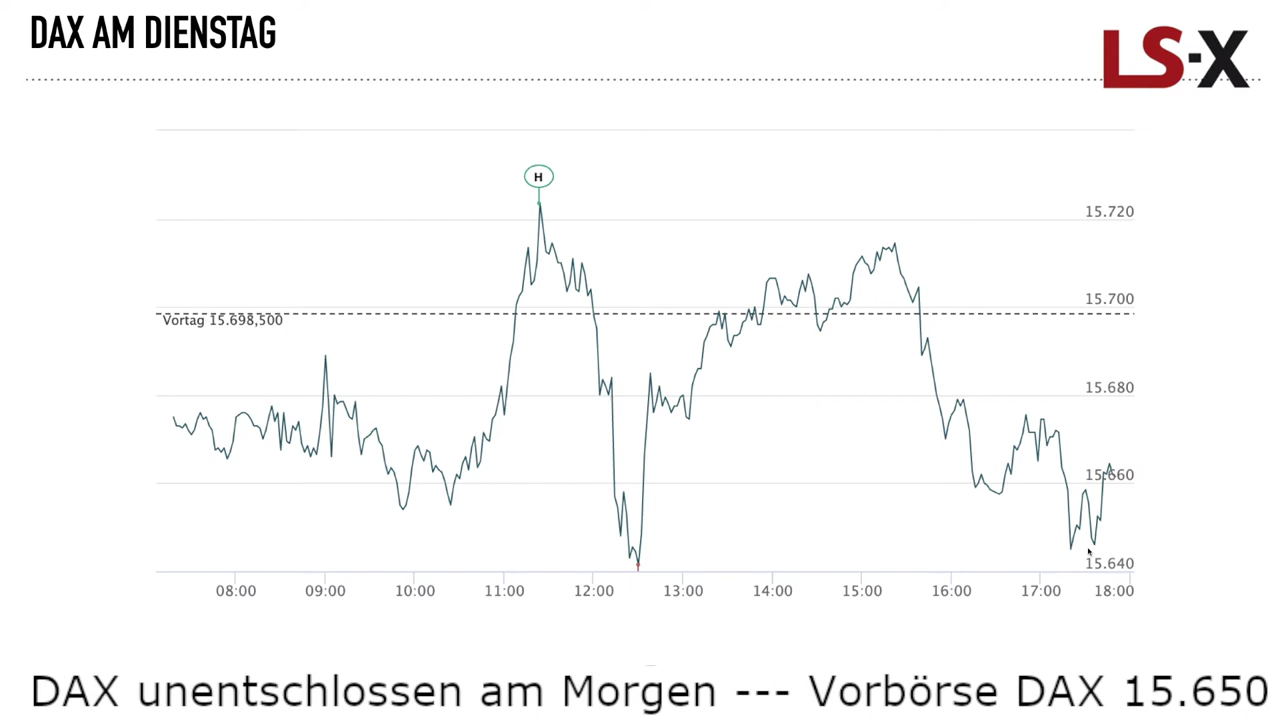 DAX AM DIENSTAG
LS-X
H
15.720
15.700
Vortag 15.698,500
15.680
15.660
15.640
08:00 09:00 10:00 11:00 12:00 13:00 14:00 15:00 16:00 17:00 18:00
DAX unentschlossen am Morgen --- Vorbörse DAX 15.650